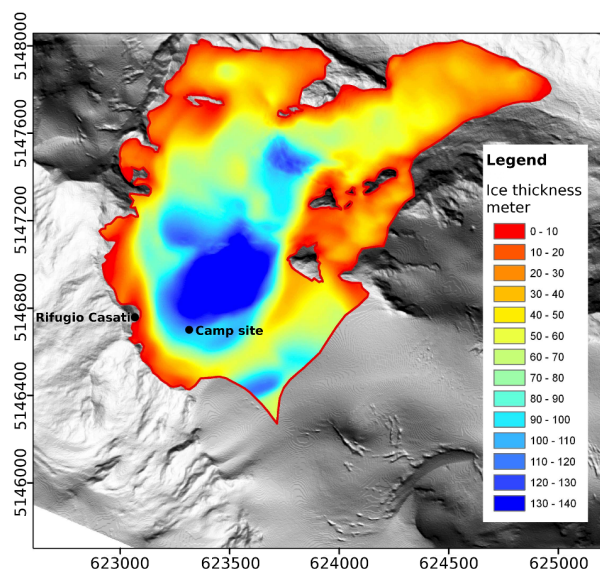 5148000
5147600
5147200
5146800
5146400
5146000
Rifugio Casati
Camp site
Legend
Ice thickness
meter
0 - 10
10 - 20
20 - 30
30 - 40
40 - 50
50 - 60
60 - 70
70 - 80
80 - 90
90 - 100
100 - 110
110 - 120
120 - 130
130 - 140
623000
623500
624000
624500
625000